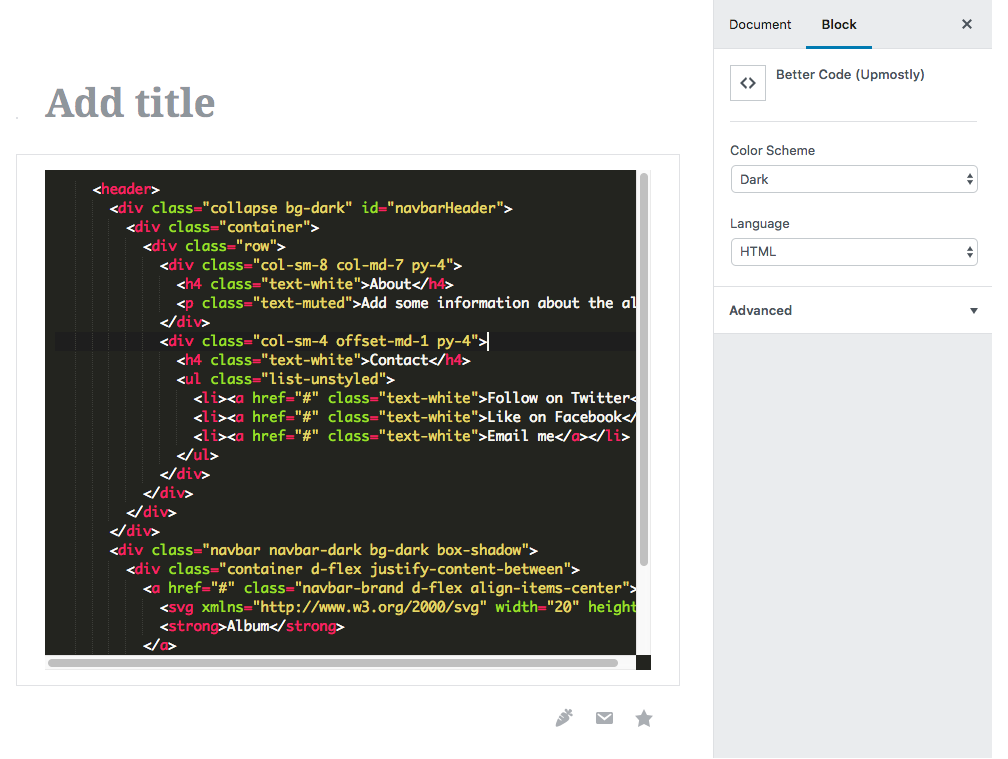 Document Block
Better Code (Upmostly)
Color Scheme
Dark
Language
HTML
Advanced
Add title
<header>
<div class="collapse bg-dark" id="navbarHeader">
<div class="container">
<div class="row">
<div class="col-sm-8 col-md-7 py-4">
<h4 class="text-white">About</h4>
<p class="text-muted">Add some information about the al
</div>
<div class="col-sm-4 offset-md-1 py-4">
<h4 class="text-white">Contact</h4>
<ul class="list-unstyled">
<li><a href="#" class="text-white">Follow on Twitter<
<li><a href="#" class="text-white">Like on Facebook</
<li><a href="#" class="text-white">Email me</a></li>
</ul>
</div>
</div>
</div>
</div>
<div class="navbar navbar-dark bg-dark box-shadow">
<div class="container d-flex justify-content-between">
<a href="#" class="navbar-brand d-flex align-items-center">
<svg xmlns="http://www.w3.org/2000/svg" width="20" height
<strong>Album</strong>
</a>